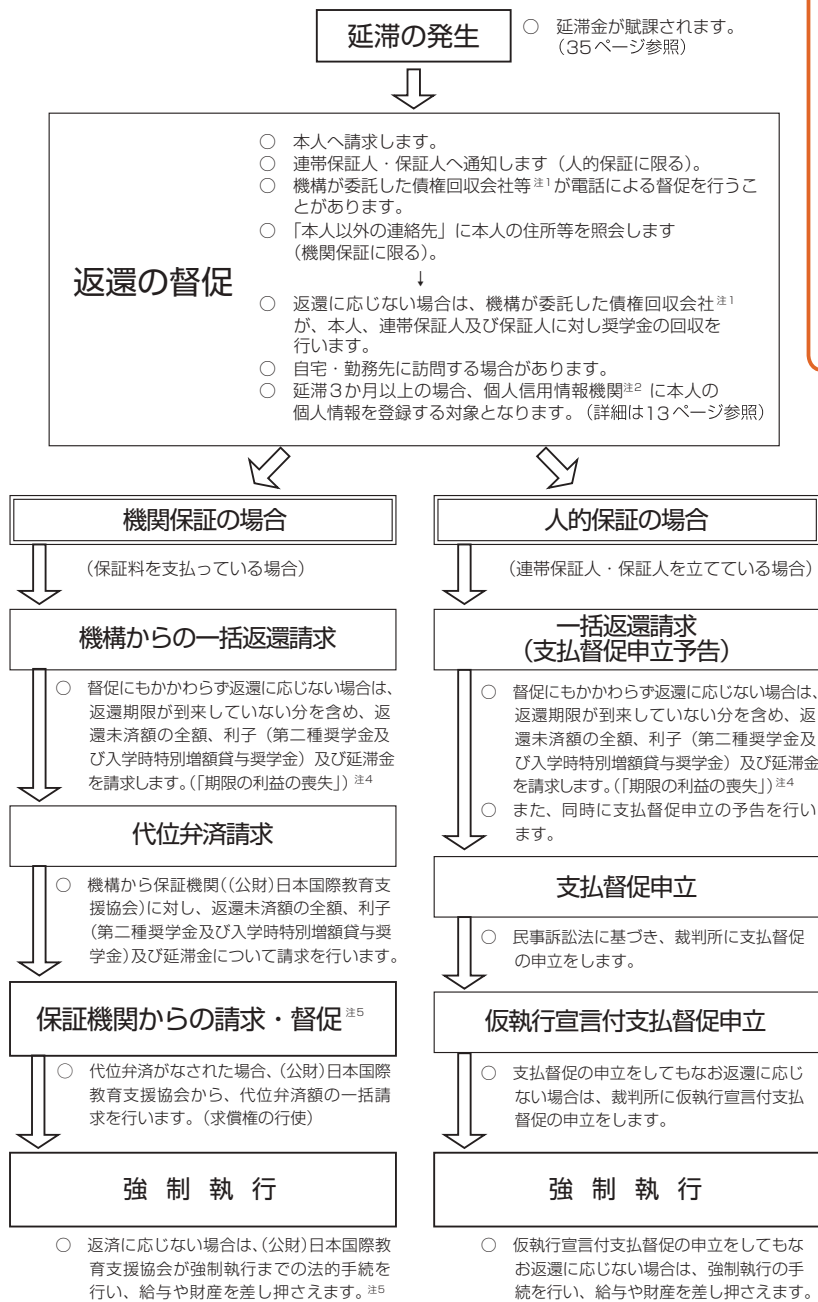 延滞の発生
○ 延滞金が賦課されます。
（35ページ参照）
返還の督促
○ 本人へ請求します。
○ 連帯保証人・保証人へ通知します（人的保証に限る）。
○ 機構が委託した債権回収会社等注1が電話による督促を行うこ
とがあります。
○ 「本人以外の連絡先」に本人の住所等を照会します
（機関保証に限る）。
↓
○ 返還に応じない場合は、機構が委託した債権回収会社注1
が、本人、連帯保証人及び保証人に対し奨学金の回収を
行います。
○ 自宅・勤務先に訪問する場合があります。
○ 延滞３か月以上の場合、個人信用情報機関注2 に本人の
個人情報を登録する対象となります。（詳細は13ページ参照）
機関保証の場合
（保証料を支払っている場合）
機構からの一括返還請求
○ 督促にもかかわらず返還に応じない場合は、
返還期限が到来していない分を含め、返
還未済額の全額、利子（第二種奨学金及
び入学時特別増額貸与奨学金）及び延滞金
を請求します。（「期限の利益の喪失」）注4
代位弁済請求
○ 機構から保証機関（（公財）日本国際教育支
援協会）に対し、返還未済額の全額、利子
（第二種奨学金及び入学時特別増額貸与奨
学金）及び延滞金について請求を行います。
保証機関からの請求・督促注5
○ 代位弁済がなされた場合、（公財）日本国際
教育支援協会から、代位弁済額の一括請
求を行います。（求償権の行使）
強制執行
○ 返済に応じない場合は、（公財）日本国際教
育支援協会が強制執行までの法的手続を
行い、給与や財産を差し押さえます。注5
人的保証の場合
（連帯保証人・保証人を立てている場合）
一括返還請求
（支払督促申立予告）
○ 督促にもかかわらず返還に応じない場合は、
返還期限が到来していない分を含め、返
還未済額の全額、利子（第二種奨学金及
び入学時特別増額貸与奨学金）及び延滞金
を請求します。（「期限の利益の喪失」）注4
○ また、同時に支払督促申立の予告を行い
ます。
支払督促申立
○ 民事訴訟法に基づき、裁判所に支払督促
の申立をします。
仮執行宣言付支払督促申立
○ 支払督促の申立をしてもなお返還に応じ
ない場合は、裁判所に仮執行宣言付支払
督促の申立をします。
強制執行
○ 仮執行宣言付支払督促の申立をしてもな
お返還に応じない場合は、強制執行の手
続を行い、給与や財産を差し押さえます。